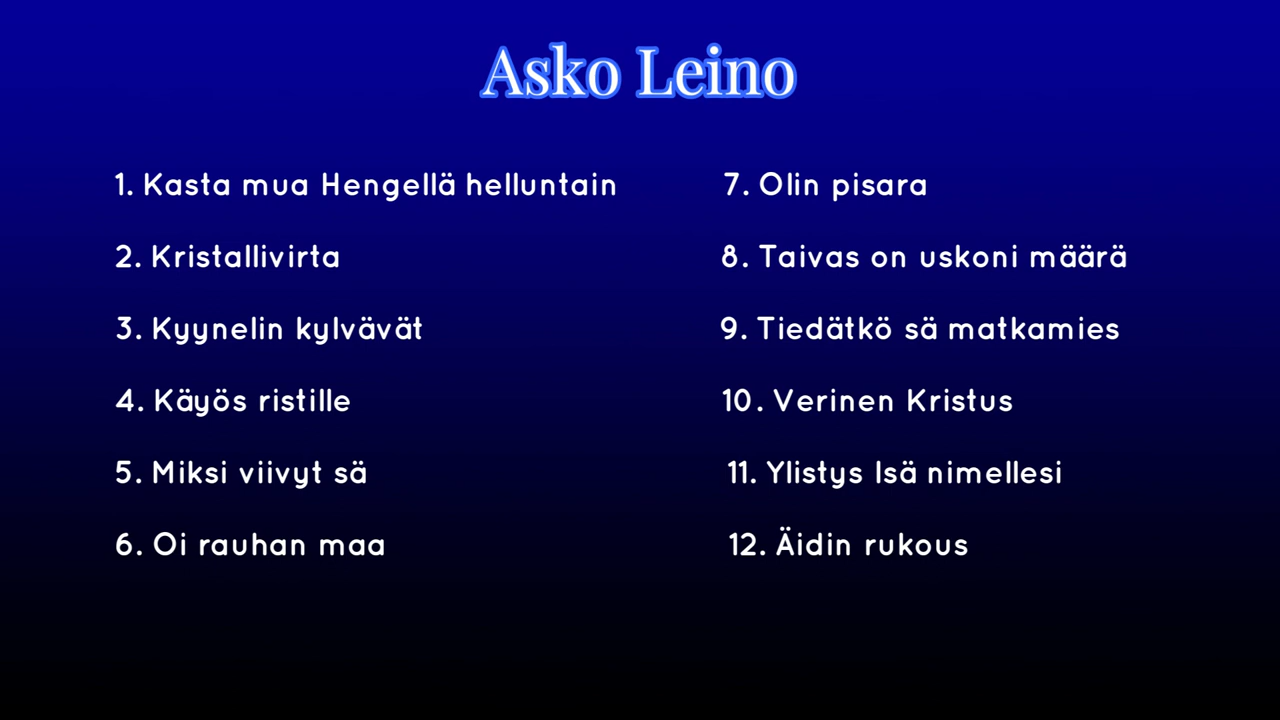 Asko Leino
1. Kasta mua Hengellä helluntain
2. Kristallivirta
3. Kyynelin kylvävät
4. Käyös ristille
5. Miksi viivyt sä
6. Oi rauhan maa
7. Olin pisara
8. Taivas on uskoni määrä
9. Tiedätkö sä matkamies
10. Verinen Kristus
11. Ylistys Isä nimellesi
12. Äidin rukous